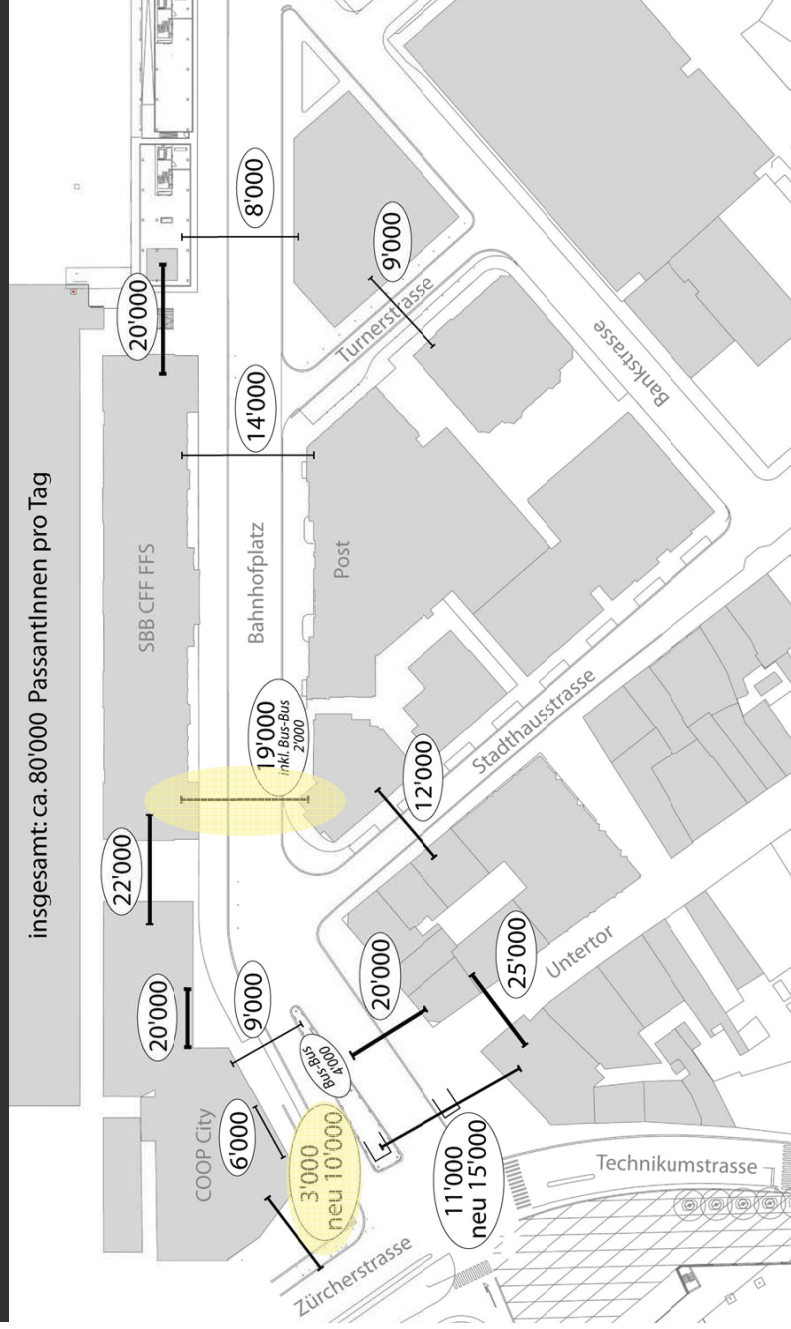 insgesamt: ca. 80'000 PassantInnen pro Tag
8'000
9'000
Turnerstrasse
20'000
14'000
Bankstrasse
SBB CFF FFS
Bahnhofplatz
Post
19'000
inkl. Bus-Bus
2'000
Stadthausstrasse
12'000
22'000
20'000
25'000
Untertor
20'000
9'000
Bus-Bus
4'000
COOP City
6'000
3'000
neu 10'000
11'000
neu 15'000
Technikumstrasse
Zürcherstrasse